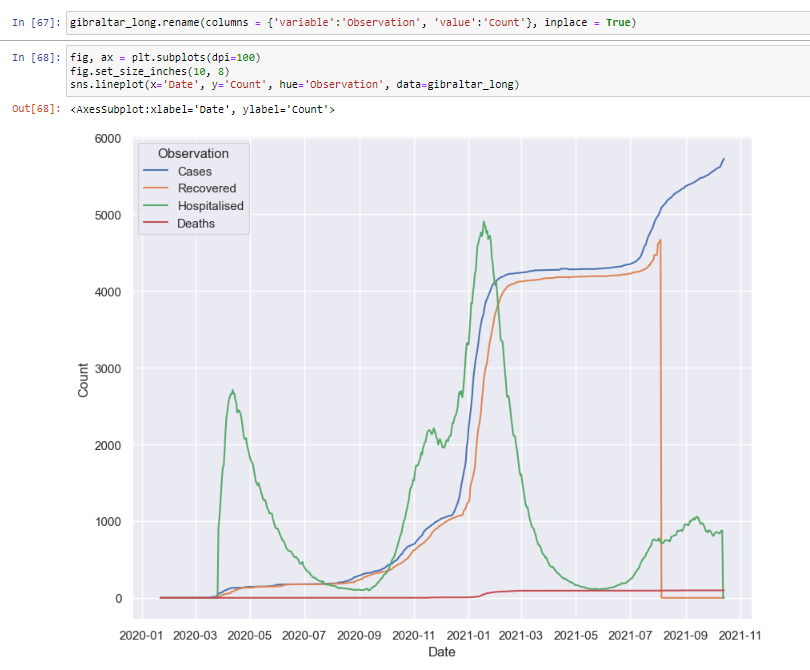 In [67]: gibraltar_long.rename(columns = {'variable':'Observation', 'value':'Count'}, inplace = True)
In [68]: fig, ax = plt.subplots(dpi=100)
fig.set_size_inches(10, 8)
sns.lineplot(x='Date', y='Count', hue='Observation', data=gibraltar_long)
Out[68]: <AxesSubplot:xlabel='Date', ylabel='Count'>
Observation
Cases
Recovered
Hospitalised
Deaths
6000
5000
4000
3000
2000
1000
0
Count
2020-01 2020-03 2020-05 2020-07 2020-09 2020-11 2021-01 2021-03 2021-05 2021-07 2021-09 2021-11
Date